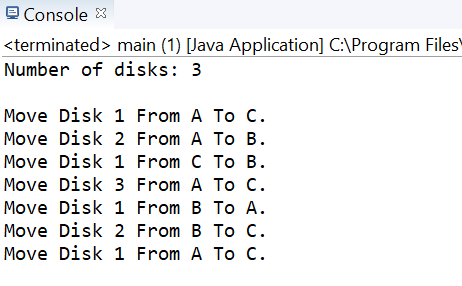 Console
<terminated> main (1) [Java Application] C:\Program Files\
Number of disks: 3
Move Disk 1 From A To C.
Move Disk 2 From A To B.
Move Disk 1 From C To B.
Move Disk 3 From A To C.
Move Disk 1 From B To A.
Move Disk 2 From B To C.
Move Disk 1 From A To C.